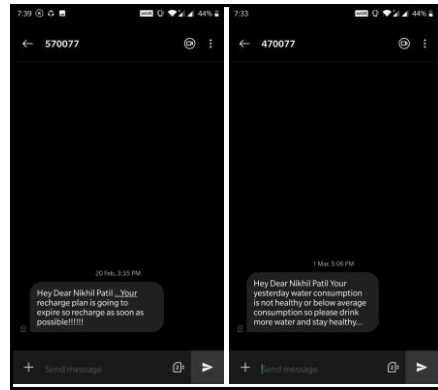 7:39
44%
570077
20 Feb, 3:35 PM
Hey Dear Nikhil Patil ...Your
recharge plan is going to
expire so recharge as soon as
possible!!!!!!
Send message
7:33
44%
470077
1 Mar, 5:06 PM
Hey Dear Nikhil Patil Your
yesterday water consumption
is not healthy or below average
consumption so please drink
more water and stay healthy...
Send message